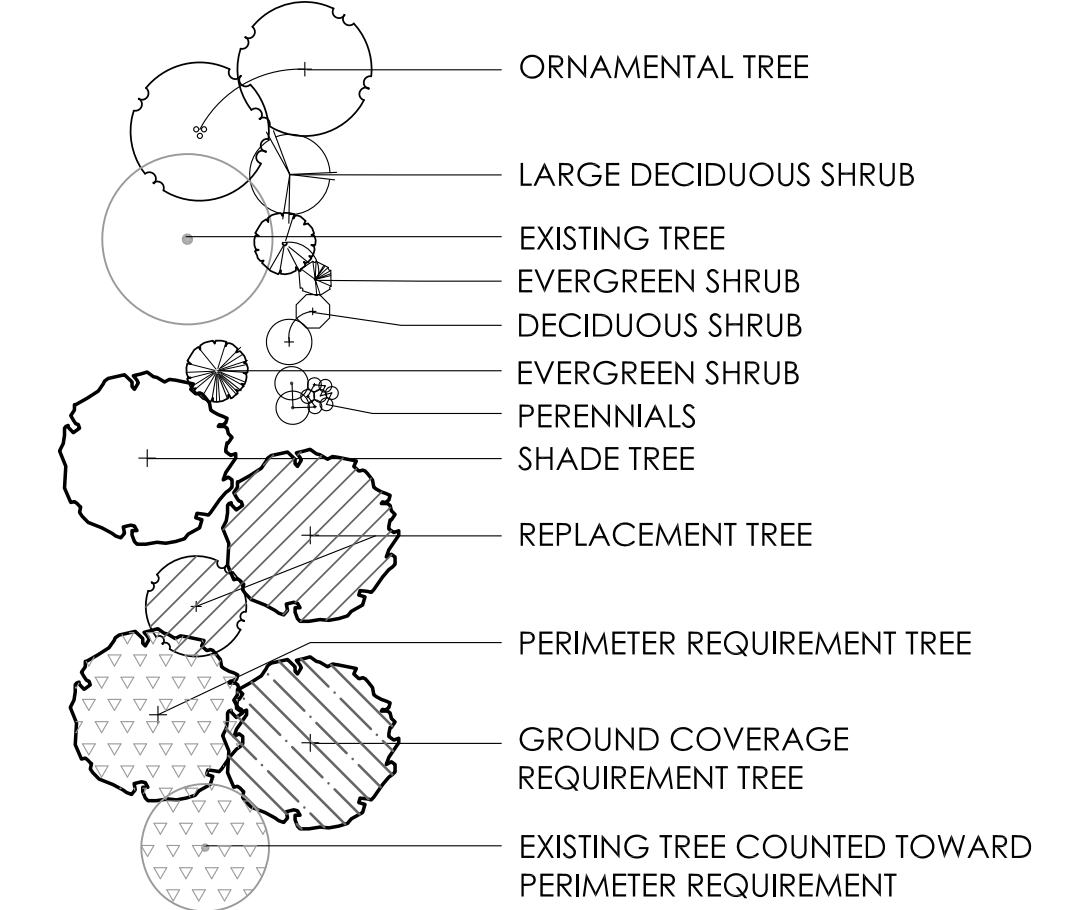 ORNAMENTAL TREE
LARGE DECIDUOUS SHRUB
EXISTING TREE
EVERGREEN SHRUB
DECIDUOUS SHRUB
EVERGREEN SHRUB
PERENNIALS
SHADE TREE
REPLACEMENT TREE
PERIMETER REQUIREMENT TREE
GROUND COVERAGE
REQUIREMENT TREE
EXISTING TREE COUNTED TOWARD
PERIMETER REQUIREMENT